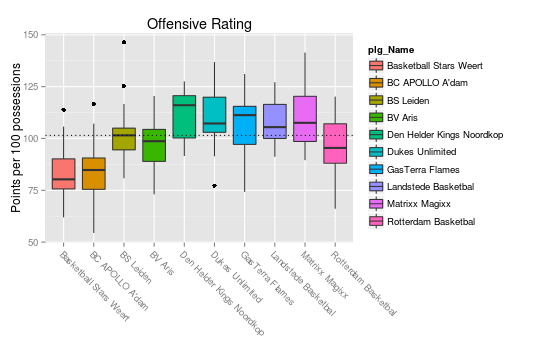 Offensive Rating
Points per 100 possessions
150
125
100
75
50
Basketball Stars Weert
BC APOLLO A'dam
BS Leiden
BV Aris
Den Helder Kings Noordkop
Dukes Unlimited
GasTerra Flames
Landstede Basketbal
Matrixx Magixx
Rotterdam Basketbal
plg_Name
Basketball Stars Weert
BC APOLLO A'dam
BS Leiden
BV Aris
Den Helder Kings Noordkop
Dukes Unlimited
GasTerra Flames
Landstede Basketbal
Matrixx Magixx
Rotterdam Basketbal